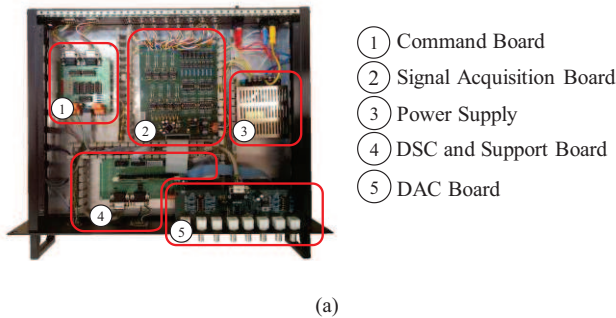 1 Command Board
2 Signal Acquisition Board
3 Power Supply
4 DSC and Support Board
5 DAC Board
1
2
3
4
5
(a)